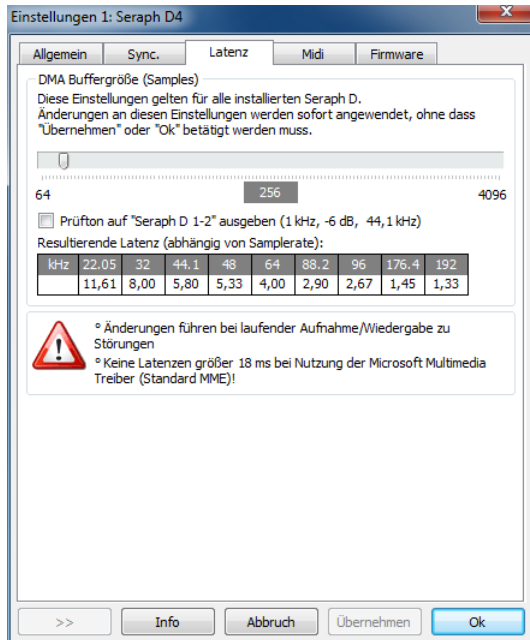 Einstellungen 1: Seraph D4
Allgemein Sync. Latenz Midi Firmware
DMA Buffergröße (Samples)
Diese Einstellungen gelten für alle installierten Seraph D.
Änderungen an diesen Einstellungen werden sofort angewendet, ohne dass
"Übernehmen" oder "Ok" betätigt werden muss.
64 256 4096
Prüfton auf "Seraph D 1-2" ausgeben (1 kHz, -6 dB, 44,1 kHz)
Resultierende Latenz (abhängig von Samplerate):
kHz 22.05 32 44.1 48 64 88.2 96 176.4 192
11,61 8,00 5,80 5,33 4,00 2,90 2,67 1,45 1,33
° Änderungen führen bei laufender Aufnahme/Wiedergabe zu
Störungen
° Keine Latenzen größer 18 ms bei Nutzung der Microsoft Multimedia
Treiber (Standard MME)!
>> Info Abbruch Übernehmen Ok